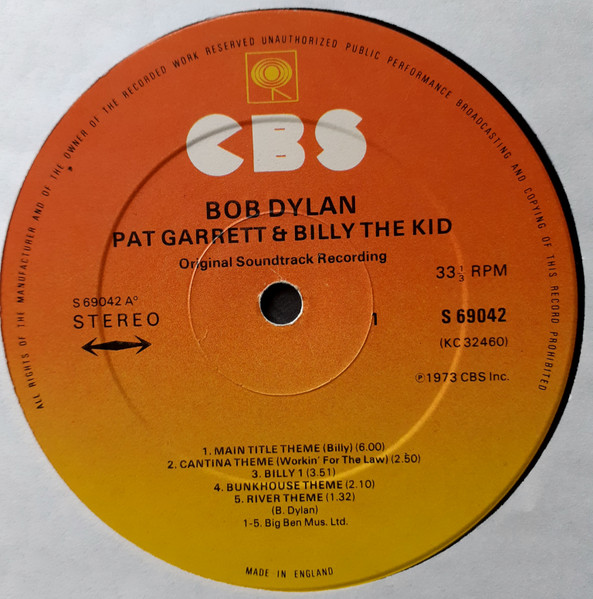 ALL RIGHTS OF THE MANUFACTURER AND OF THE OWNER OF THE RECORDED WORK RESERVED UNAUTHORIZED PUBLIC PERFORMANCE BROADCASTING AND COPYING OF THIS RECORD PROHIBITED
CBS
BOB DYLAN
PAT GARRETT & BILLY THE KID
Original Soundtrack Recording
33 1/3 RPM
S 69042 A°
STEREO
1
S 69042
(KC 32460)
℗ 1973 CBS Inc.
1. MAIN TITLE THEME (Billy) (6.00)
2. CANTINA THEME (Workin' For The Law) (2.50)
3. BILLY 1 (3.51)
4. BUNKHOUSE THEME (2.10)
5. RIVER THEME (1.32)
(B. Dylan)
1-5. Big Ben Mus. Ltd.
MADE IN ENGLAND